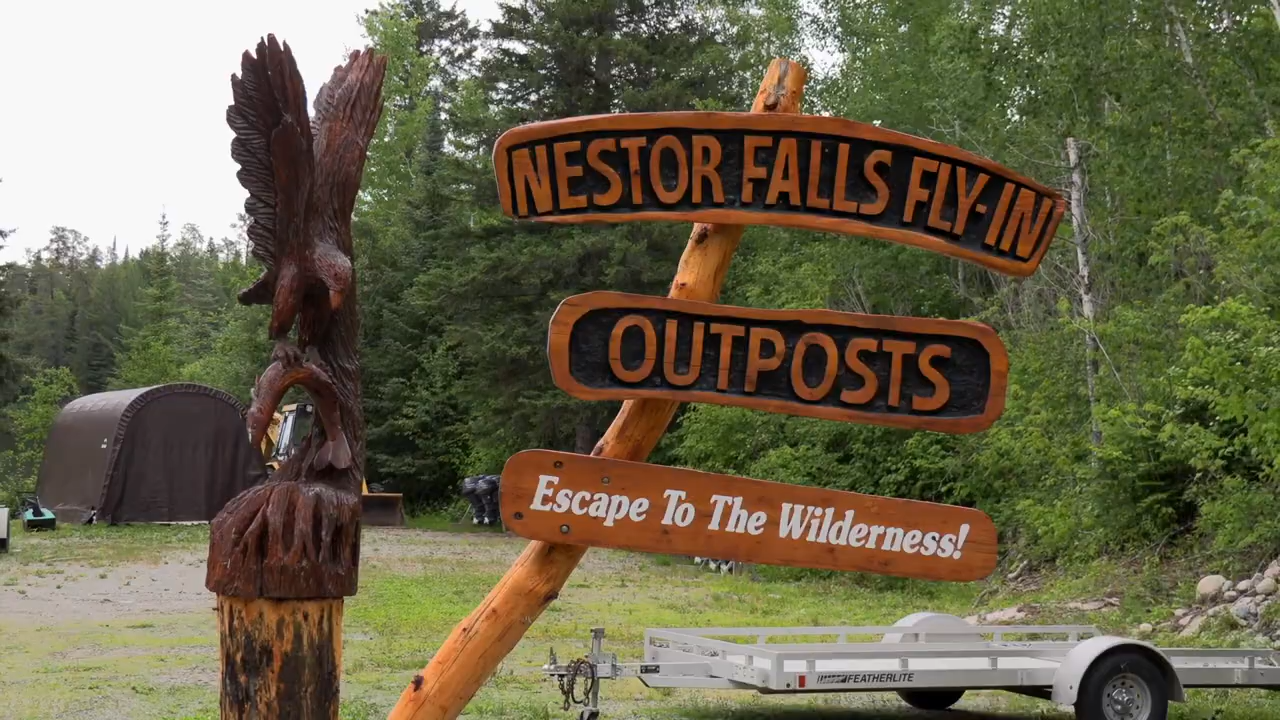 NESTOR FALLS FLY-IN
OUTPOSTS
Escape To The Wilderness!
FEATHERLITE